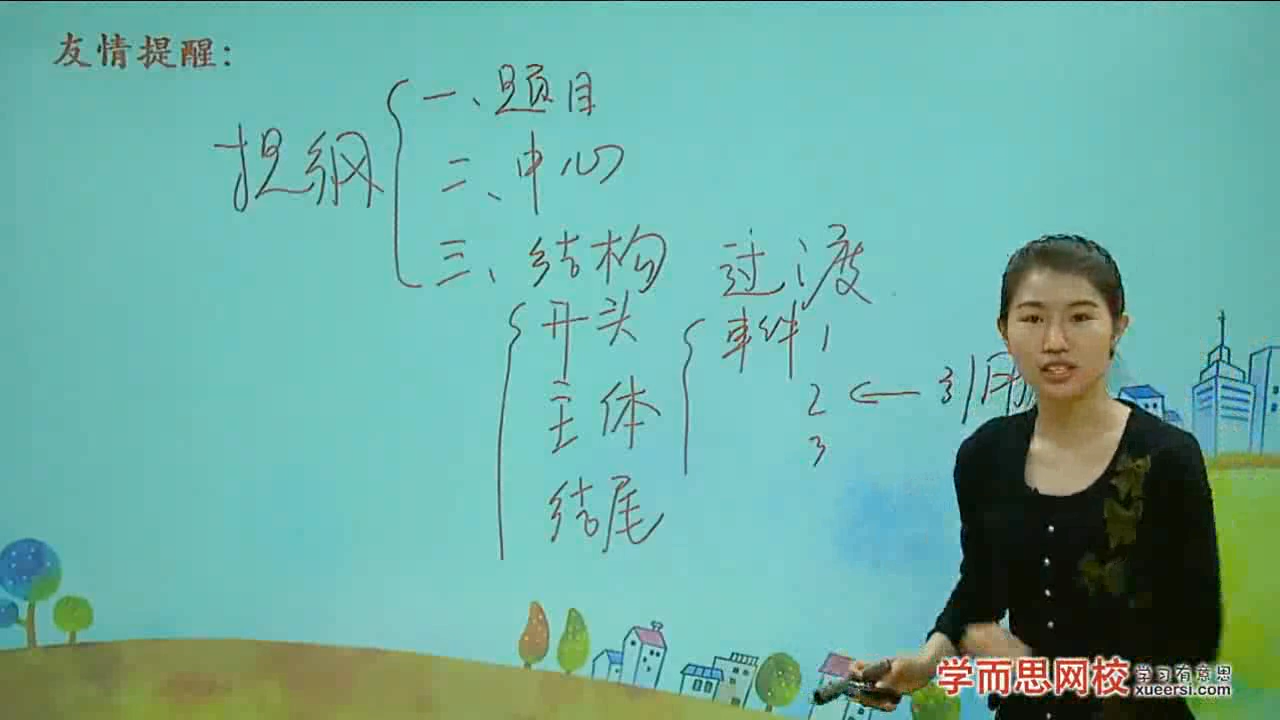 友情提醒:
提纲
一、题目
二、中心
三、结构
过渡
开头
事件 1
主体
2 ← 引用
3
结尾
学而思网校 学习有意思
xueersi.com